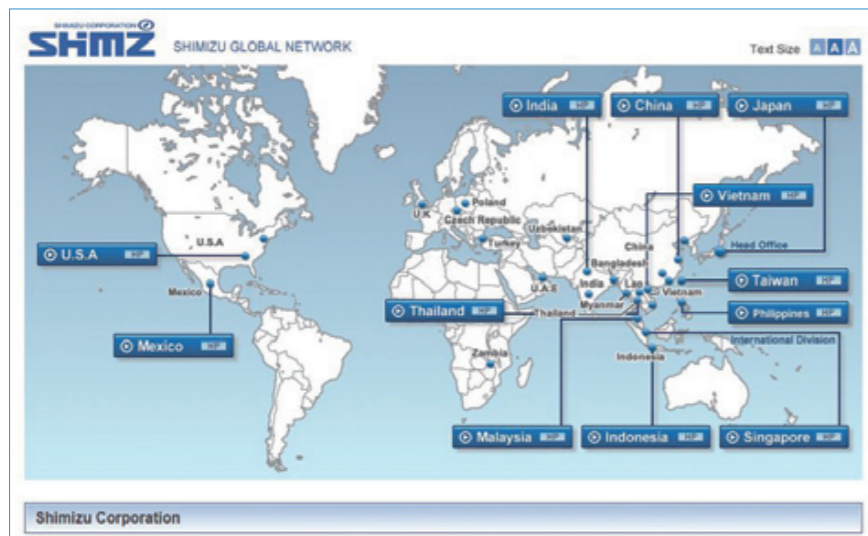 SHIMIZU CORPORATION
SHMZ
SHIMIZU GLOBAL NETWORK
Text Size A A A
India HP
China HP
Japan HP
Vietnam HP
U.K
Poland
Czech Republic
Turkey
Uzbekistan
China
Head Office
U.S.A
U.S.A HP
Bangladesh
U.A.E
India
Lao
Taiwan HP
Mexico
Myanmar
Vietnam
Thailand HP
Thailand
Philippines HP
Mexico HP
International Division
Zambia
Indonesia
Malaysia HP
Indonesia HP
Singapore HP
Shimizu Corporation